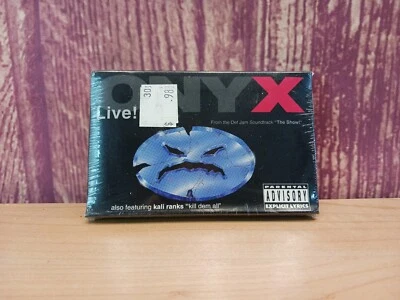 ONYX
Live!
From the Def Jam Soundtrack "The Show"
PARENTAL
ADVISORY
EXPLICIT LYRICS
also featuring kali ranks "kill dem all"